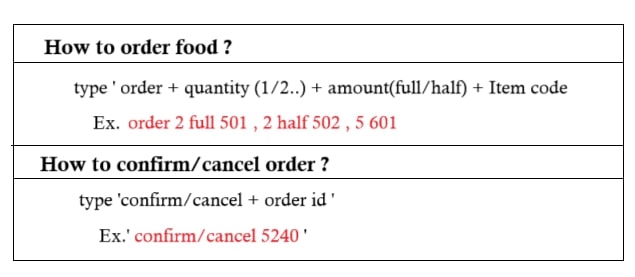 How to order food ?
type ' order + quantity (1/2..) + amount(full/half) + Item code
Ex. order 2 full 501 , 2 half 502 , 5 601
How to confirm/cancel order ?
type 'confirm/cancel + order id '
Ex.' confirm/cancel 5240 '